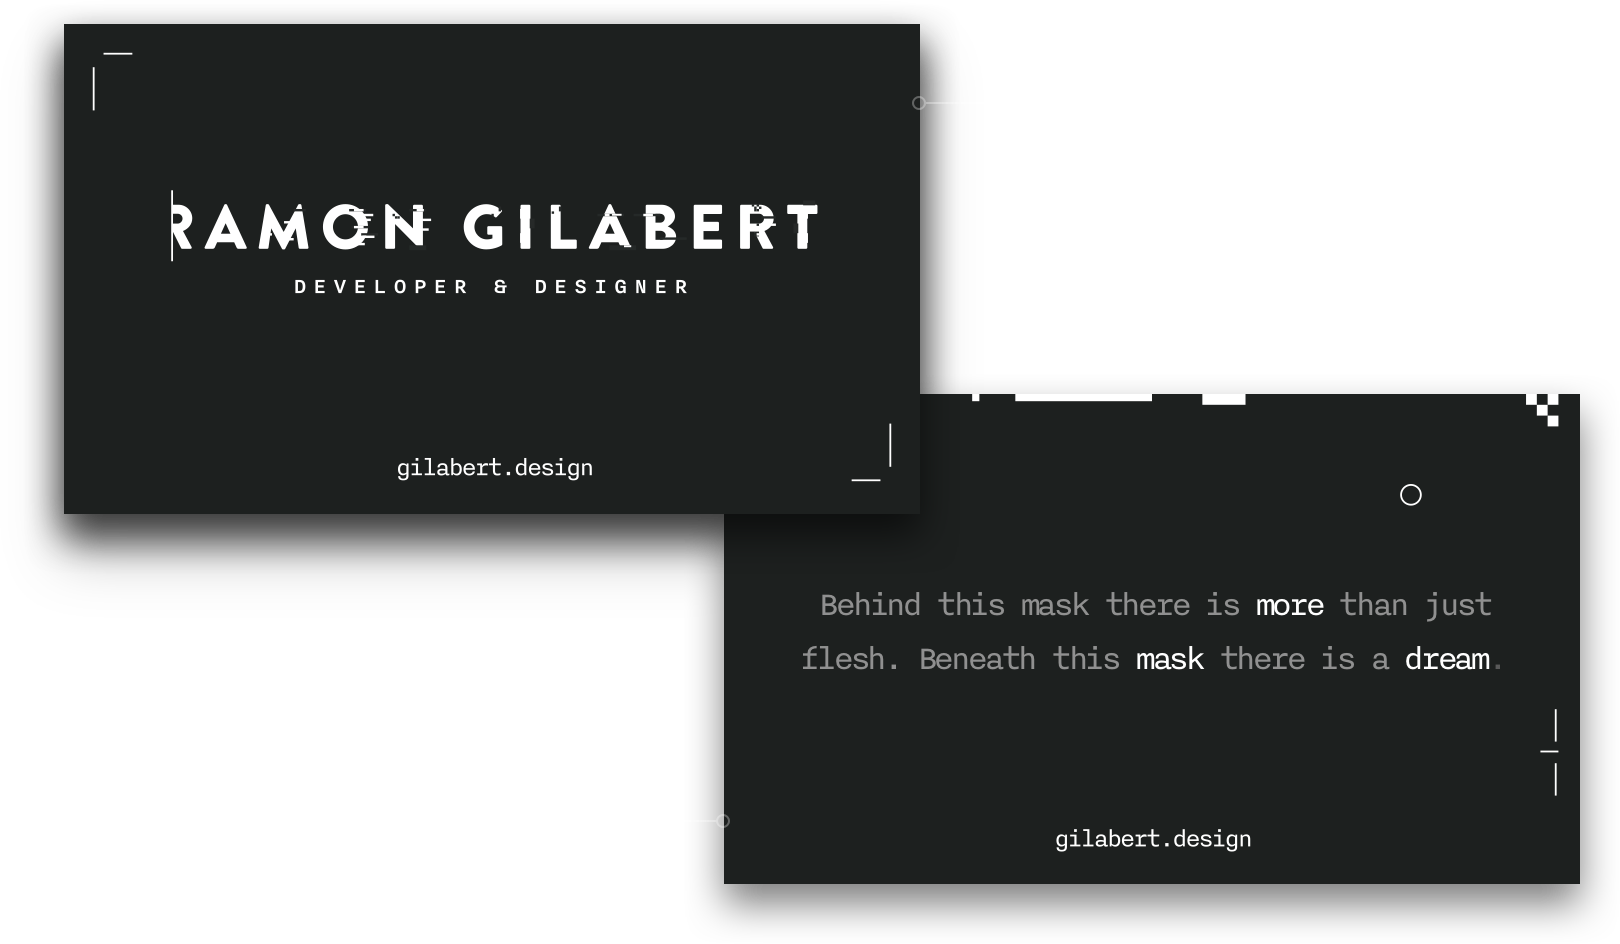 RAMON GILABERT
DEVELOPER & DESIGNER
gilabert.design
Behind this mask there is more than just
flesh. Beneath this mask there is a dream.
gilabert.design